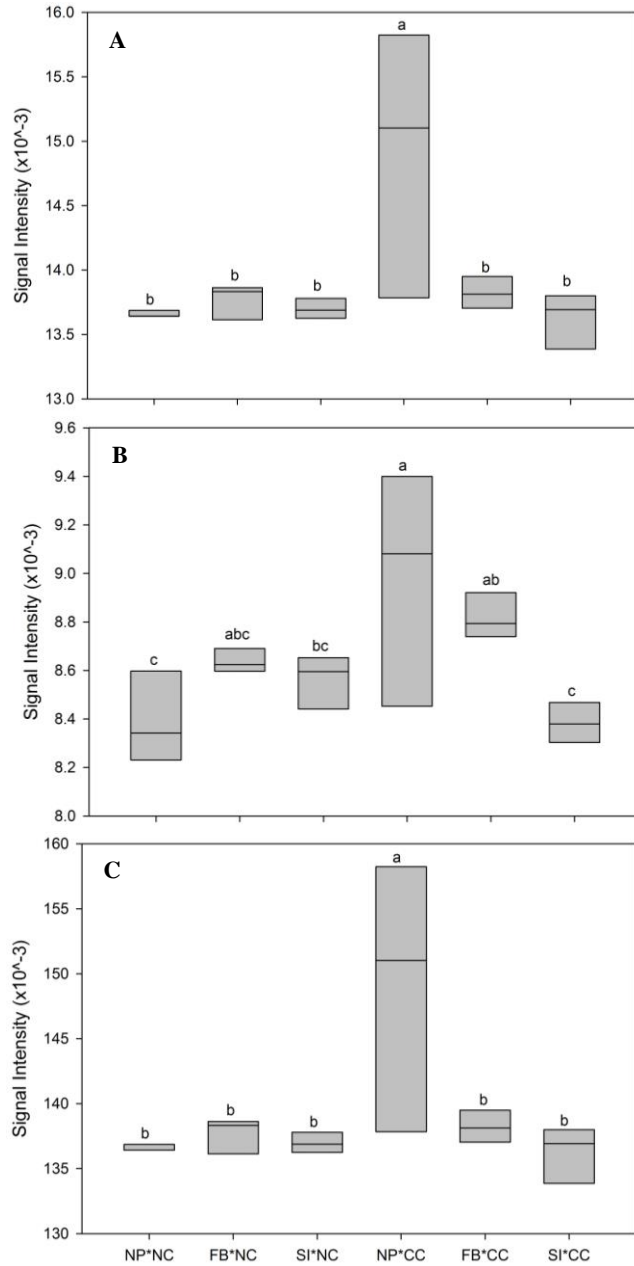 A
Signal Intensity (x10^-3)
16.0
15.5
15.0
14.5
14.0
13.5
13.0
b
b
b
a
b
b
B
Signal Intensity (x10^-3)
9.6
9.4
9.2
9.0
8.8
8.6
8.4
8.2
8.0
c
abc
bc
a
ab
c
C
Signal Intensity (x10^-3)
160
155
150
145
140
135
130
b
b
b
a
b
b
NP*NC FB*NC SI*NC NP*CC FB*CC SI*CC